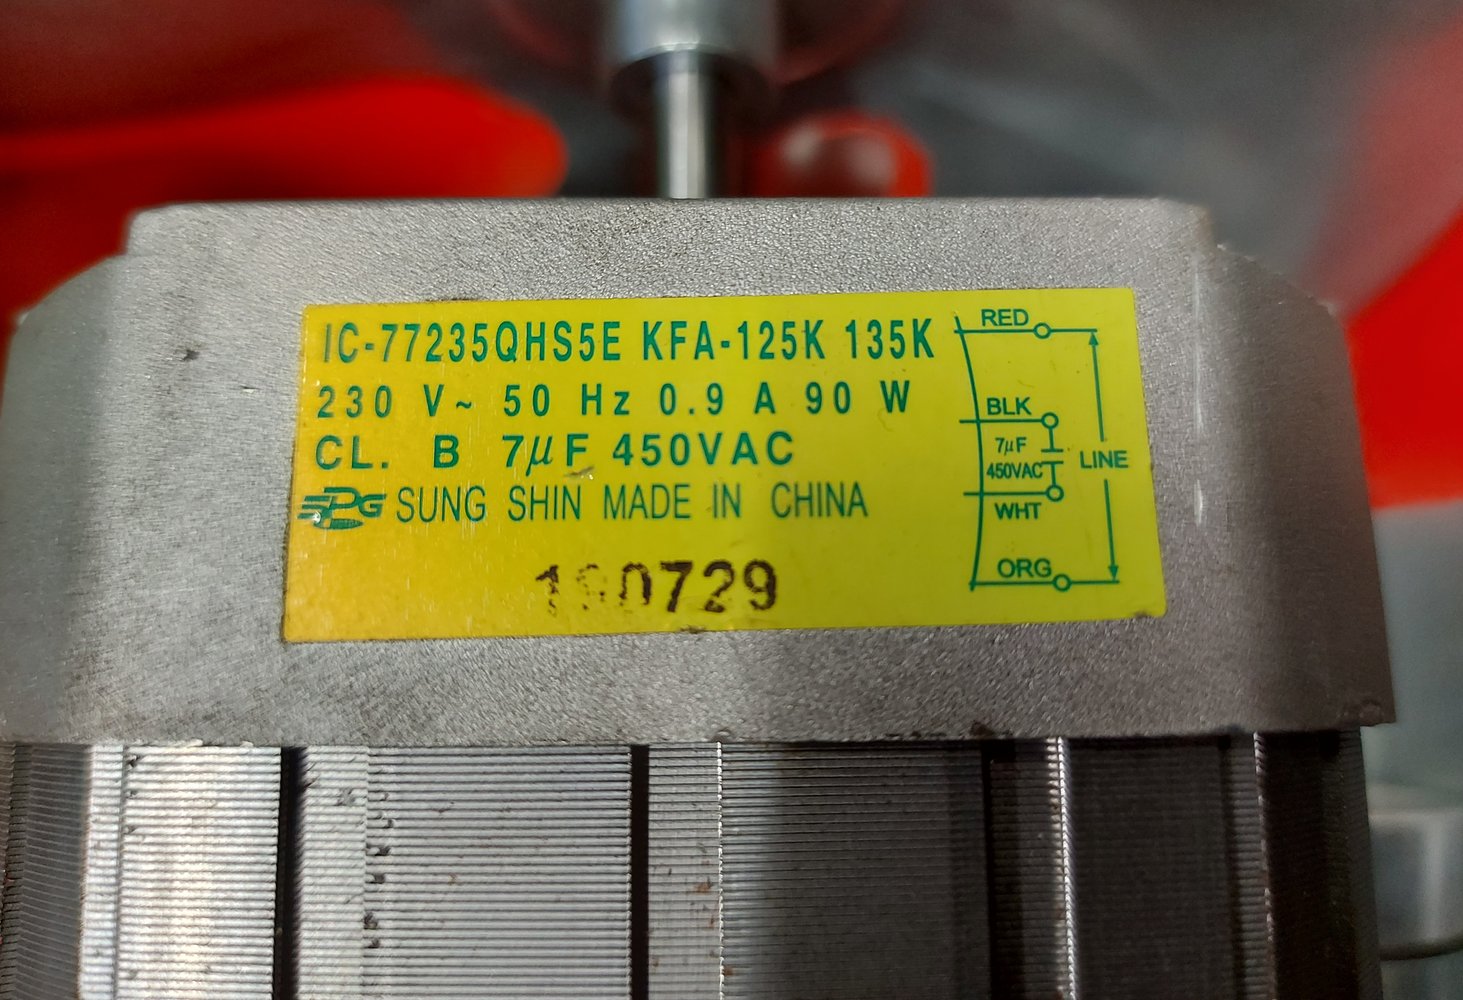 IC-77235QHS5E KFA-125K 135K
230 V~ 50 Hz 0.9 A 90 W
CL. B 7µF 450VAC
SPG SUNG SHIN MADE IN CHINA
RED
BLK
7µF
450VAC
LINE
WHT
ORG